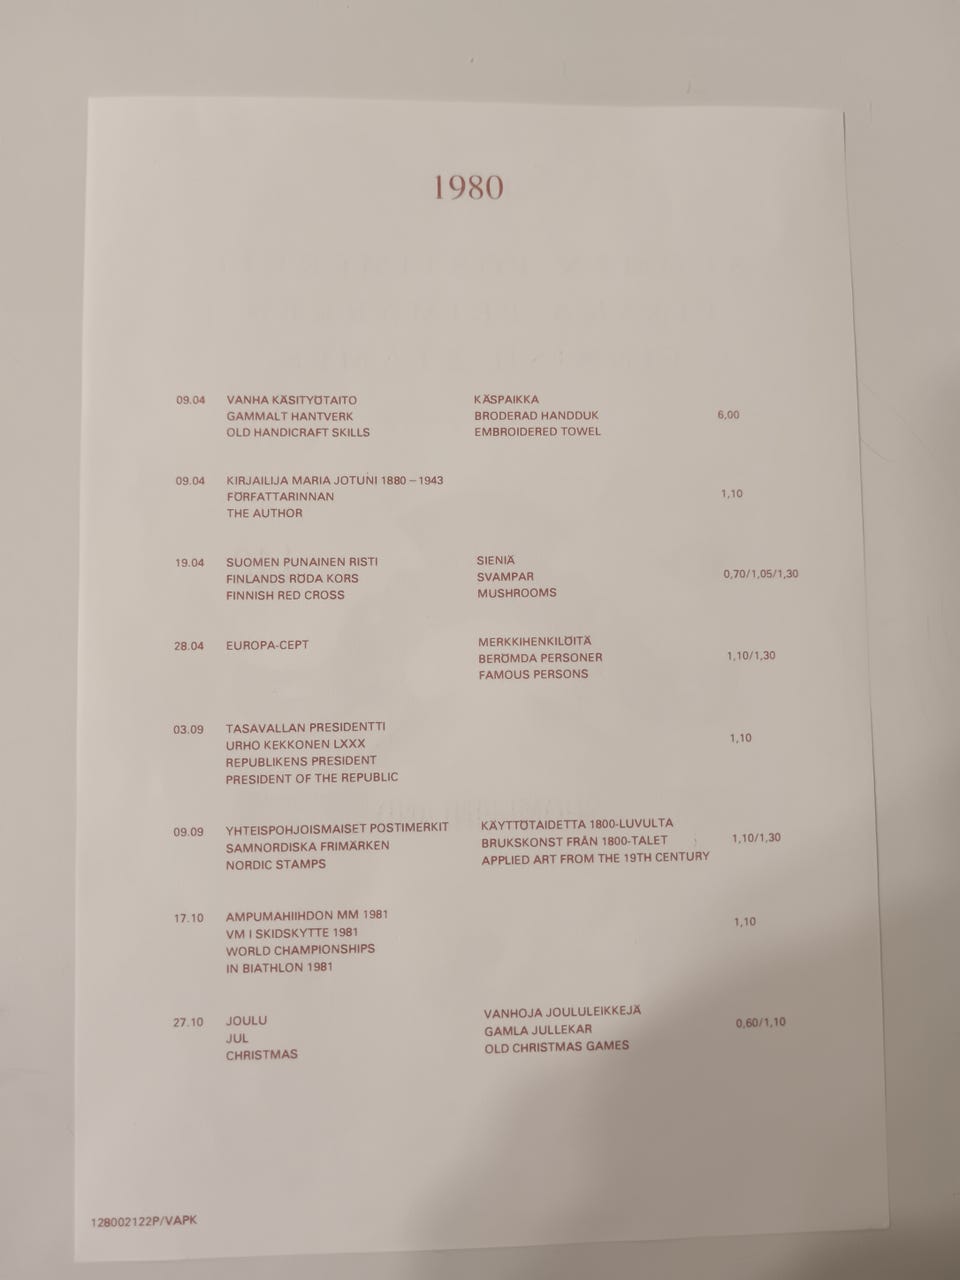 1980
09.04 VANHA KÄSITYÖTAITO KÄSPAIKKA
GAMMALT HANTVERK BRODERAD HANDDUK 6,00
OLD HANDICRAFT SKILLS EMBROIDERED TOWEL
09.04 KIRJAILIJA MARIA JOTUNI 1880 – 1943
FÖRFATTARINNAN 1,10
THE AUTHOR
19.04 SUOMEN PUNAINEN RISTI SIENIÄ
FINLANDS RÖDA KORS SVAMPAR 0,70/1,05/1,30
FINNISH RED CROSS MUSHROOMS
28.04 EUROPA-CEPT MERKKIHENKILÖITÄ
BERÖMDA PERSONER 1,10/1,30
FAMOUS PERSONS
03.09 TASAVALLAN PRESIDENTTI
URHO KEKKONEN LXXX 1,10
REPUBLIKENS PRESIDENT
PRESIDENT OF THE REPUBLIC
09.09 YHTEISPOHJOISMAISET POSTIMERKIT KÄYTTÖTAIDETTA 1800-LUVULTA
SAMNORDISKA FRIMÄRKEN BRUKSKONST FRÅN 1800-TALET 1,10/1,30
NORDIC STAMPS APPLIED ART FROM THE 19TH CENTURY
17.10 AMPUMAHIIHDON MM 1981 1,10
VM I SKIDSKYTTE 1981
WORLD CHAMPIONSHIPS
IN BIATHLON 1981
27.10 JOULU VANHOJA JOULULEIKKEJÄ 0,60/1,10
JUL GAMLA JULLEKAR
CHRISTMAS OLD CHRISTMAS GAMES
128002122P/VAPK